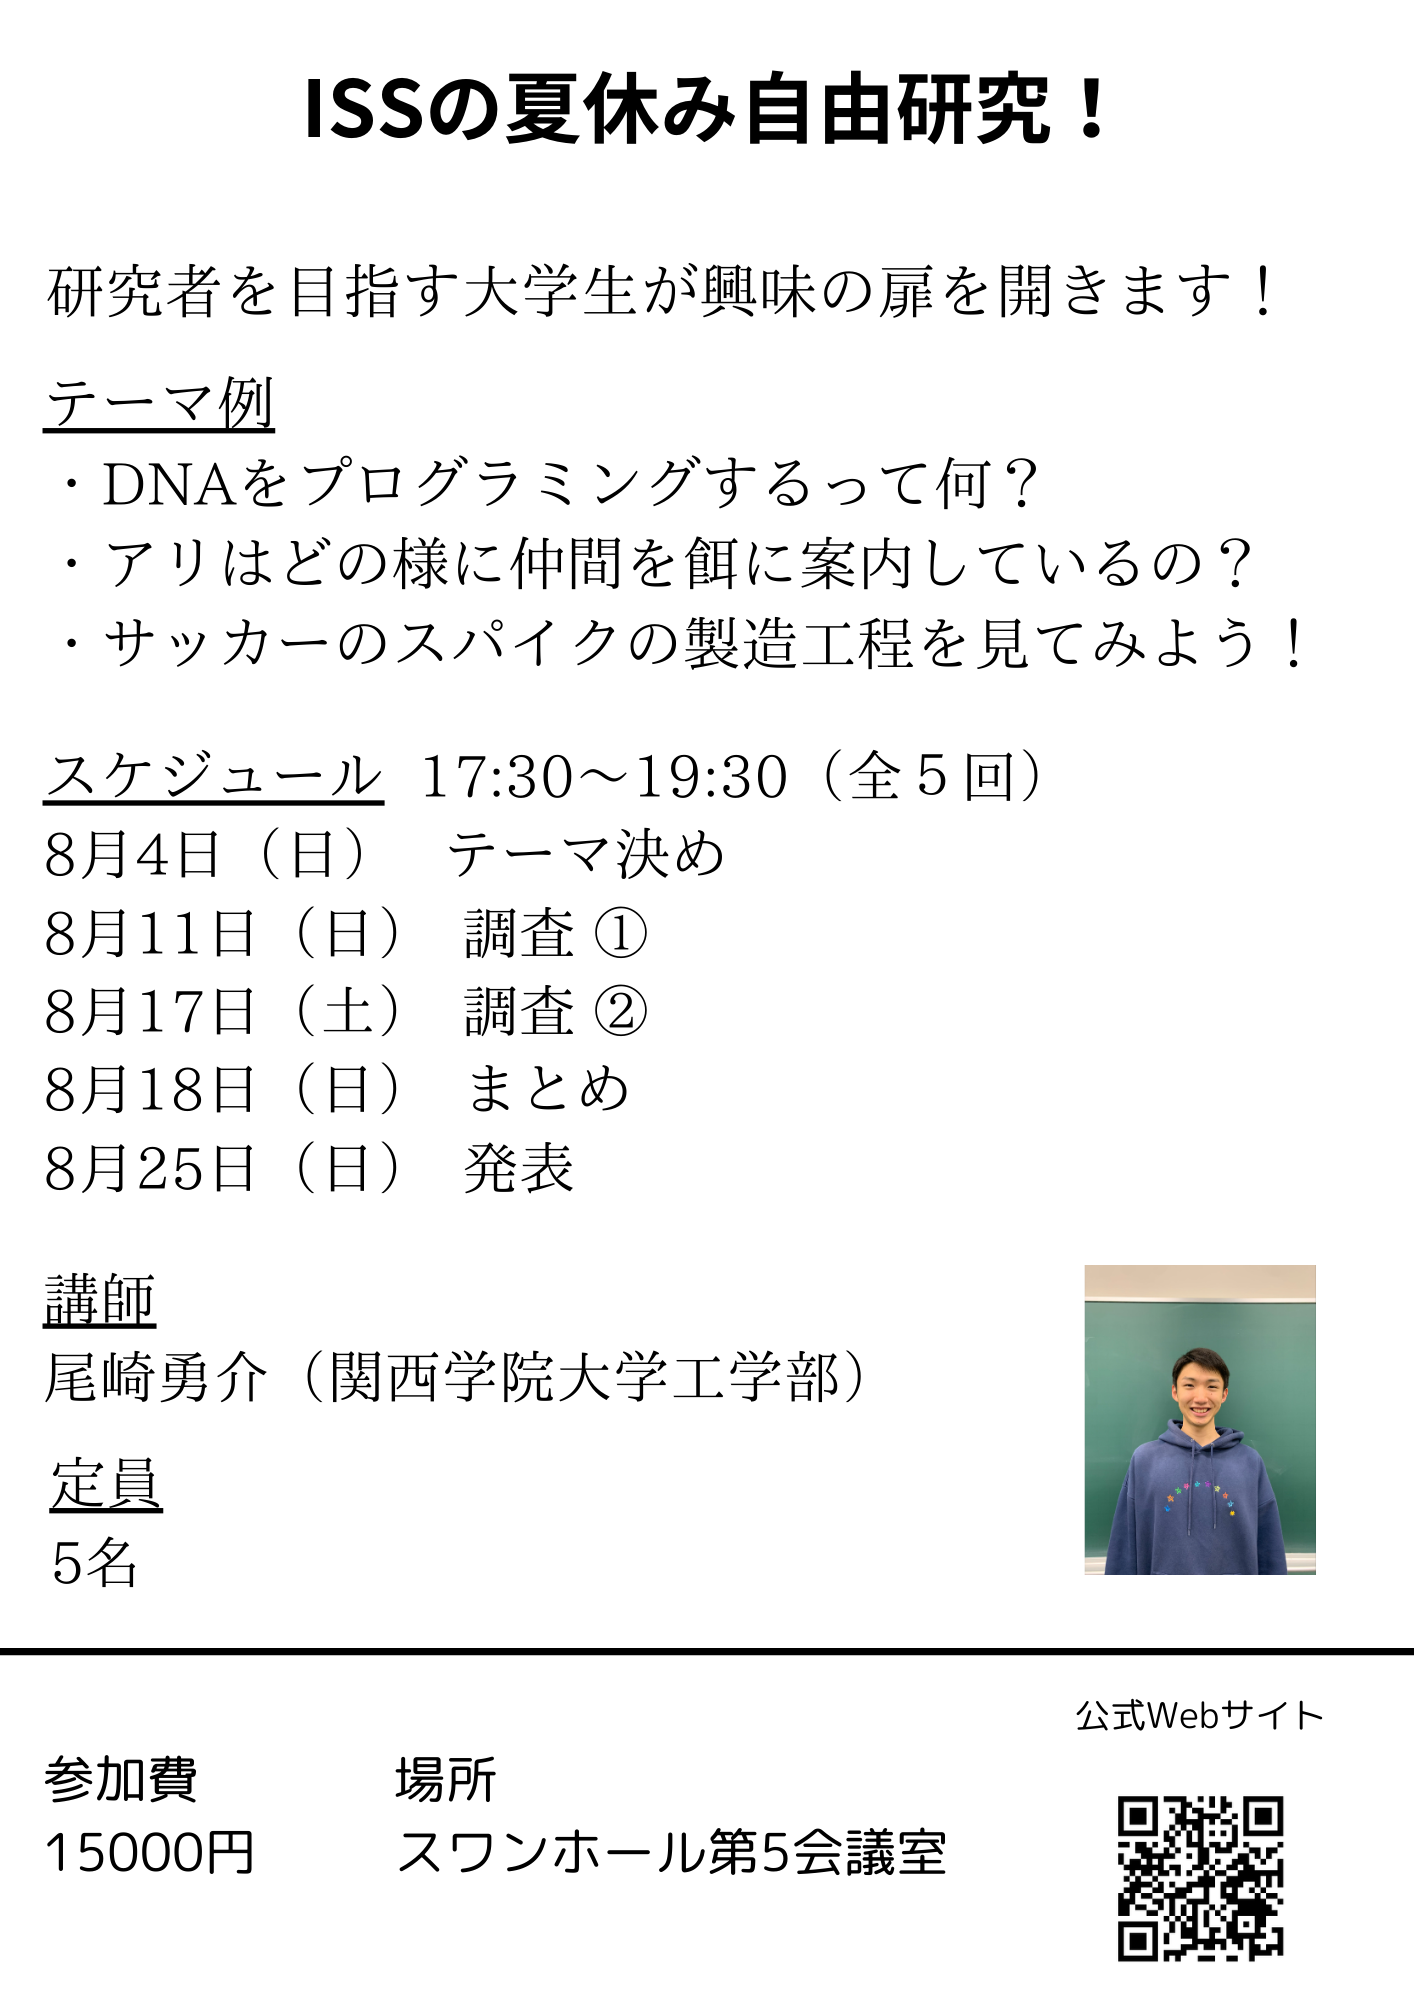 ISSの夏休み自由研究！
研究者を目指す大学生が興味の扉を開きます！
テーマ例
・DNAをプログラミングするって何？
・アリはどの様に仲間を餌に案内しているの？
・サッカーのスパイクの製造工程を見てみよう！
スケジュール 17:30〜19:30（全５回）
8月4日（日） テーマ決め
8月11日（日） 調査 ①
8月17日（土） 調査 ②
8月18日（日） まとめ
8月25日（日） 発表
講師
尾崎勇介（関西学院大学工学部）
定員
5名
公式Webサイト
参加費
15000円
場所
スワンホール第5会議室